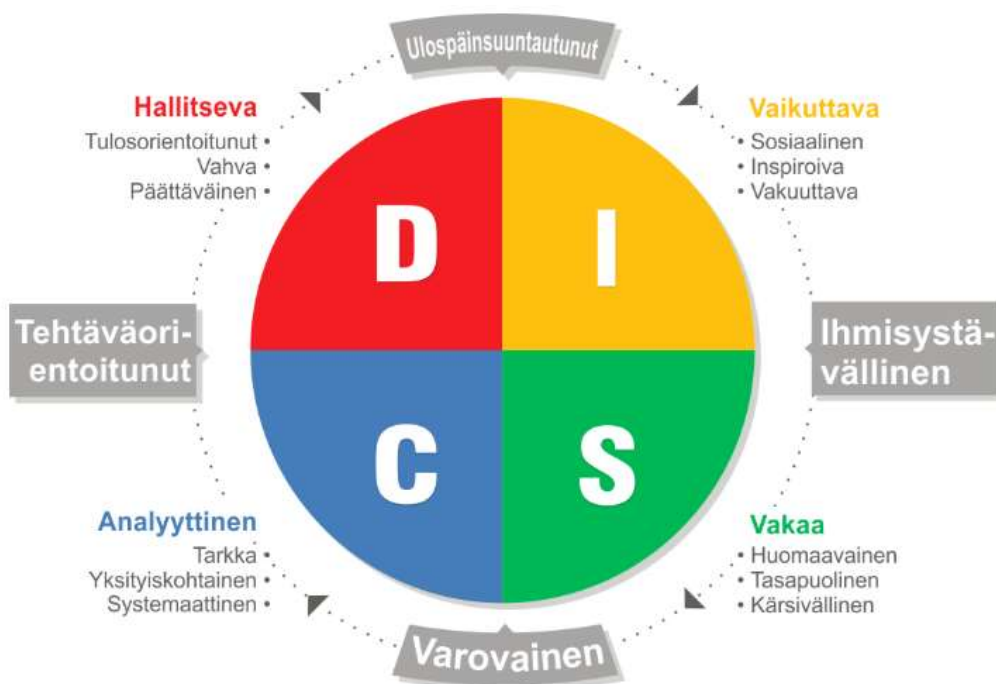 Ulospäinsuuntautunut
Hallitseva
Tulosorientoitunut •
Vahva •
Päättäväinen •
Vaikuttava
• Sosiaalinen
• Inspiroiva
• Vakuuttava
D
I
Tehtäväori-
entoitunut
Ihmisystä-
vällinen
C
S
Analyyttinen
Tarkka •
Yksityiskohtainen •
Systemaattinen •
Vakaa
• Huomaavainen
• Tasapuolinen
• Kärsivällinen
Varovainen